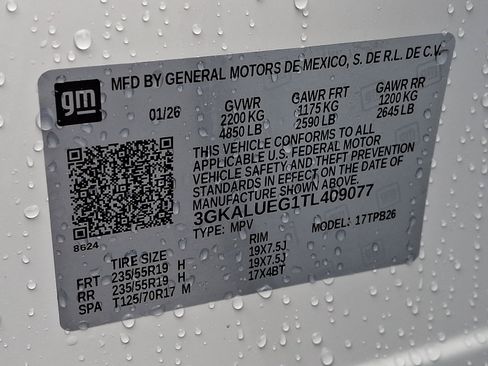 gm
MFD BY GENERAL MOTORS DE MEXICO, S. DE R.L. DE C.V.
01/26 GVWR GAWR FRT GAWR RR
2200 KG 1175 KG 1200 KG
4850 LB 2590 LB 2645 LB
THIS VEHICLE CONFORMS TO ALL
APPLICABLE U.S. FEDERAL MOTOR
VEHICLE SAFETY AND THEFT PREVENTION
STANDARDS IN EFFECT ON THE DATE OF
MANUFACTURE SHOWN ABOVE.
3GKALUEG1TL409077
TYPE: MPV MODEL: 17TPB26
8624
TIRE SIZE RIM
FRT 235/55R19 H 19X7.5J
RR 235/55R19 H 19X7.5J
SPA T125/70R17 M 17X4BT